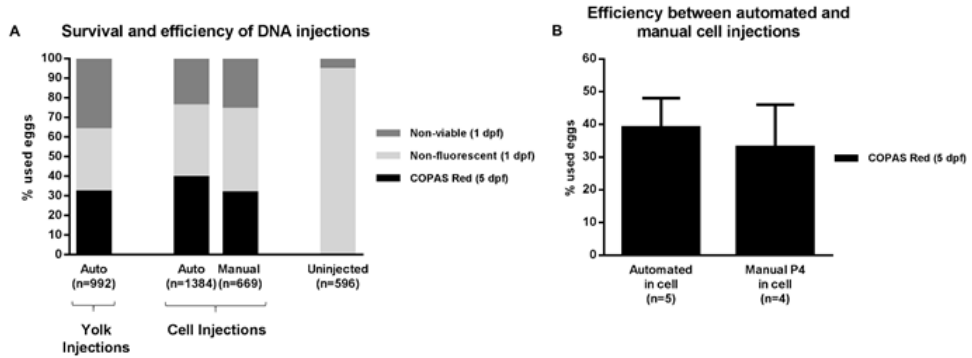 A
Survival and efficiency of DNA injections
% used eggs
100
90
80
70
60
50
40
30
20
10
0
Non-viable (1 dpf)
Non-fluorescent (1 dpf)
COPAS Red (5 dpf)
Auto
(n=992)
Auto
(n=1384)
Manual
(n=669)
Uninjected
(n=596)
Yolk
Injections
Cell Injections
B
Efficiency between automated and
manual cell injections
% used eggs
60
50
40
30
20
10
0
COPAS Red (5 dpf)
Automated
in cell
(n=5)
Manual P4
in cell
(n=4)